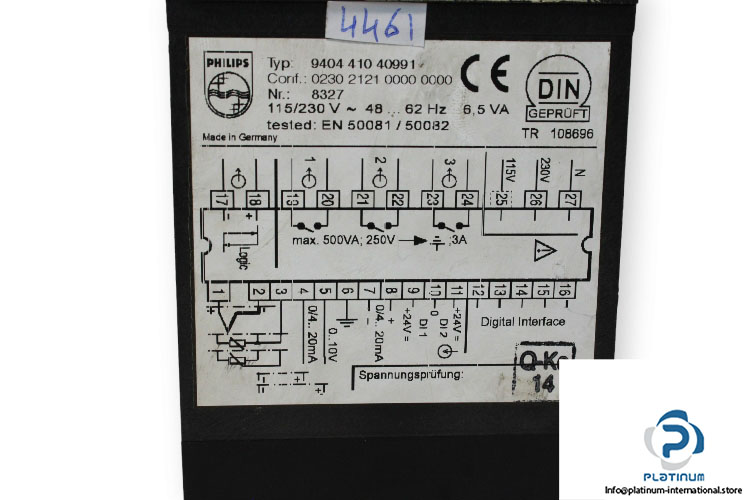 4461
PHILIPS
Typ: 9404 410 40991
Conf.: 0230 2121 0000 0000
Nr.: 8327
115/230 V ~ 48 ... 62 Hz 6,5 VA
tested: EN 50081 / 50082
Made in Germany
CE
DIN
GEPRÜFT
TR 108696
1 2 3 115V 230V N
17 18 19 20 21 22 23 24 25 26 27
- +
Logic
max. 500VA; 250V ;3A
1 2 3 4 5 6 7 8 9 10 11 12 13 14 15 16
0/4.. 20mA
0..10V
- 0/4.. 20mA +
+24V =
DI 1
0
DI 2
+24V =
Digital Interface
Spannungsprüfung:
14
PLATINUM
Info@platinum-international.store